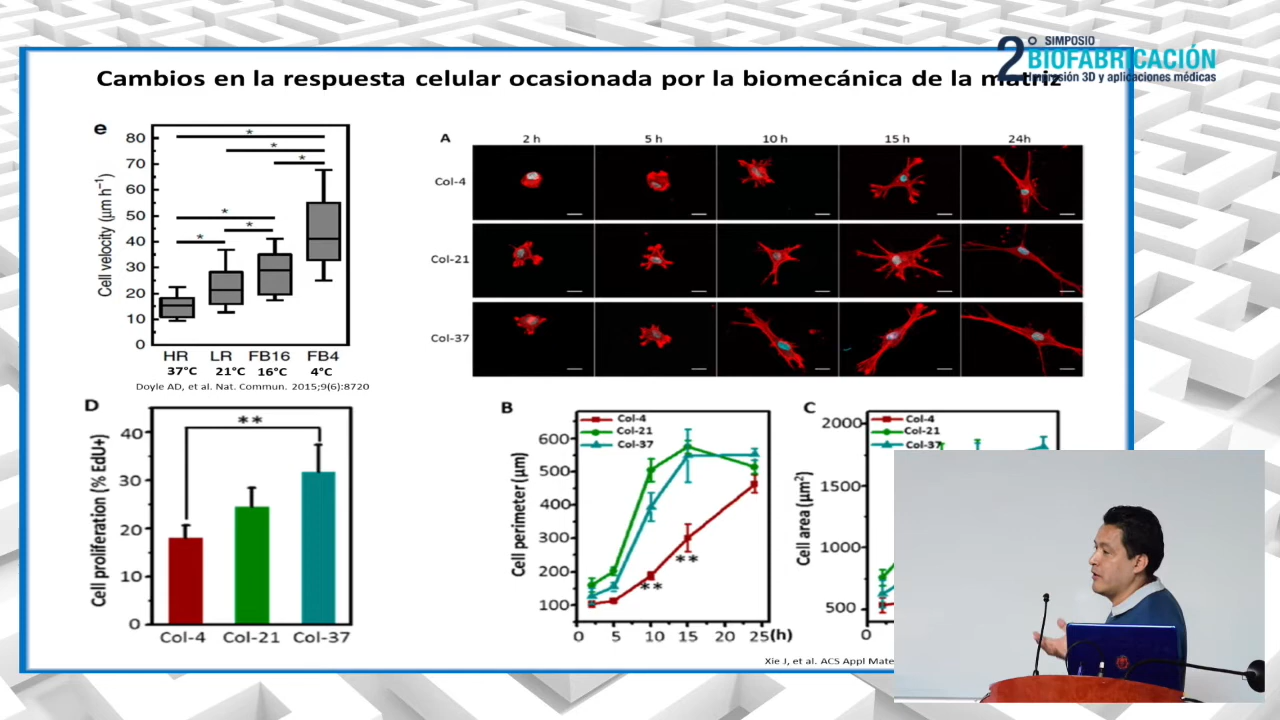 2° SIMPOSIO
BIOFABRICACIÓN
Impresión 3D y aplicaciones médicas
Cambios en la respuesta celular ocasionada por la biomecánica de la matriz
e
Cell velocity (μm h⁻¹)
80
70
60
50
40
30
20
10
0
* * * * * *
HR LR FB16 FB4
37°C 21°C 16°C 4°C
Doyle AD, et al. Nat. Commun. 2015;9(6):8720
A
2 h 5 h 10 h 15 h 24h
Col-4
Col-21
Col-37
D
Cell proliferation (% EdU+)
40
30
20
10
0
**
Col-4 Col-21 Col-37
B
Cell perimeter (μm)
600
500
400
300
200
100
Col-4
Col-21
Col-37
**
**
0 5 10 15 20 25(h)
C
Cell area (μm²)
2000
1500
1000
500
Col-4
Col-21
Col-37
0
Xie J, et al. ACS Appl Mate